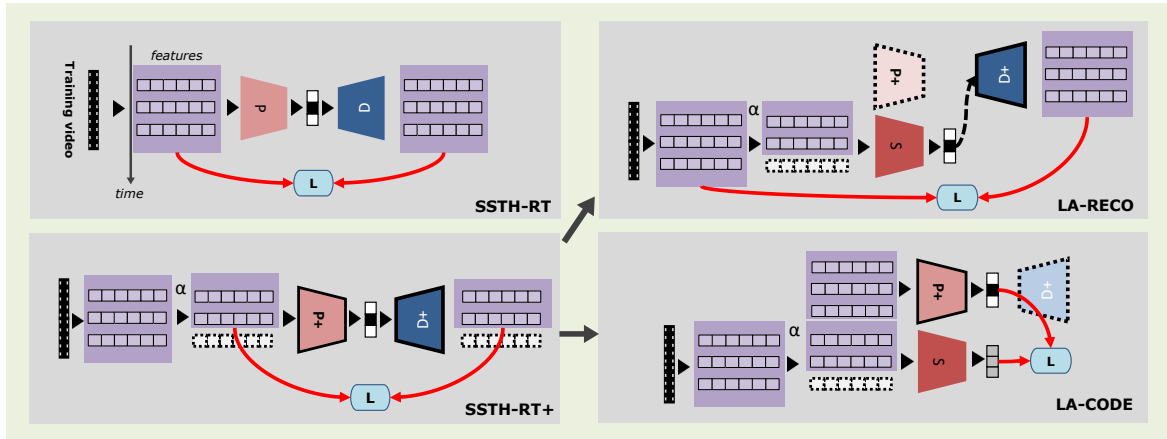 Training video
features
time
P
D
L
SSTH-RT
α
P+
S
D+
L
LA-RECO
α
P+
D+
L
SSTH-RT+
α
P+
D+
S
L
LA-CODE